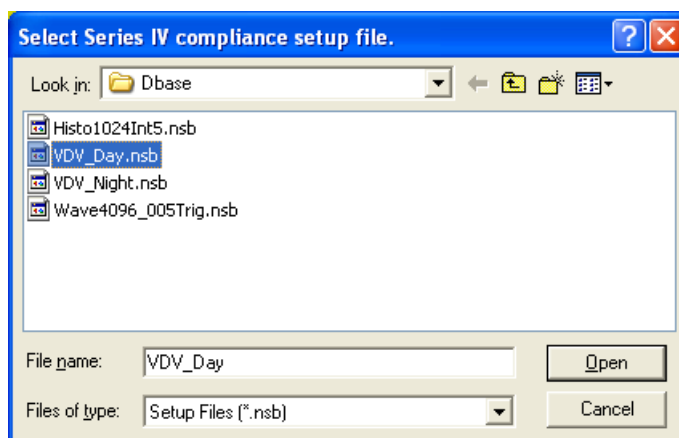 Select Series IV compliance setup file.
Look in: Dbase
Histo1024Int5.nsb
VDV_Day.nsb
VDV_Night.nsb
Wave4096_005Trig.nsb
File name: VDV_Day Open
Files of type: Setup Files (*.nsb) Cancel